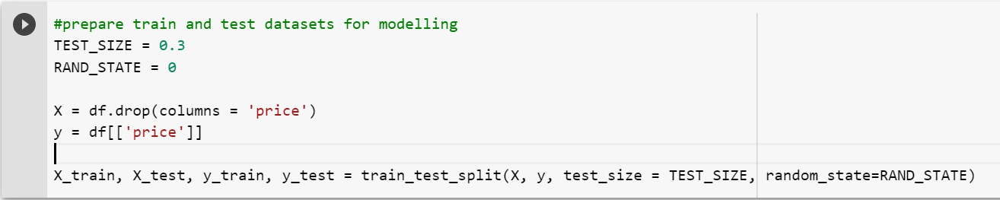 #prepare train and test datasets for modelling
TEST_SIZE = 0.3
RAND_STATE = 0
X = df.drop(columns = 'price')
y = df[['price']]
X_train, X_test, y_train, y_test = train_test_split(X, y, test_size = TEST_SIZE, random_state=RAND_STATE)